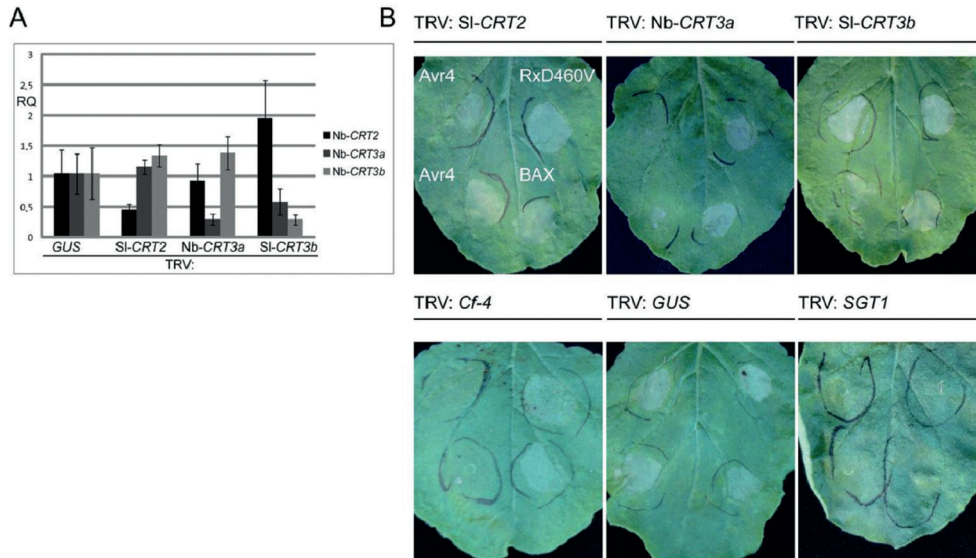 A
3
2,5
RQ
2
1,5
1
0,5
0
GUS
Sl-CRT2
Nb-CRT3a
Sl-CRT3b
TRV:
Nb-CRT2
Nb-CRT3a
Nb-CRT3b
B
TRV: Sl-CRT2
TRV: Nb-CRT3a
TRV: Sl-CRT3b
Avr4
RxD460V
Avr4
BAX
TRV: Cf-4
TRV: GUS
TRV: SGT1